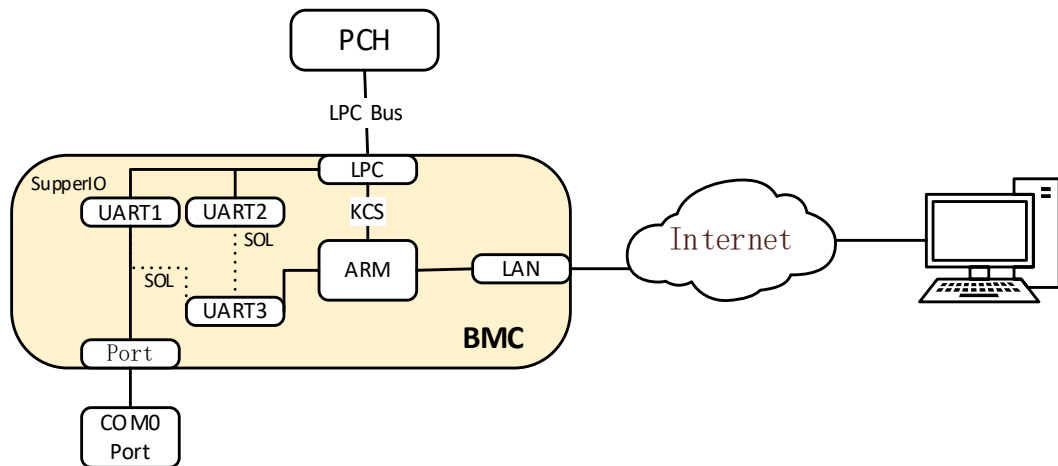 PCH
LPC Bus
LPC
SupperIO
UART1
UART2
KCS
SOL
ARM
LAN
Internet
SOL
UART3
BMC
Port
COM0
Port